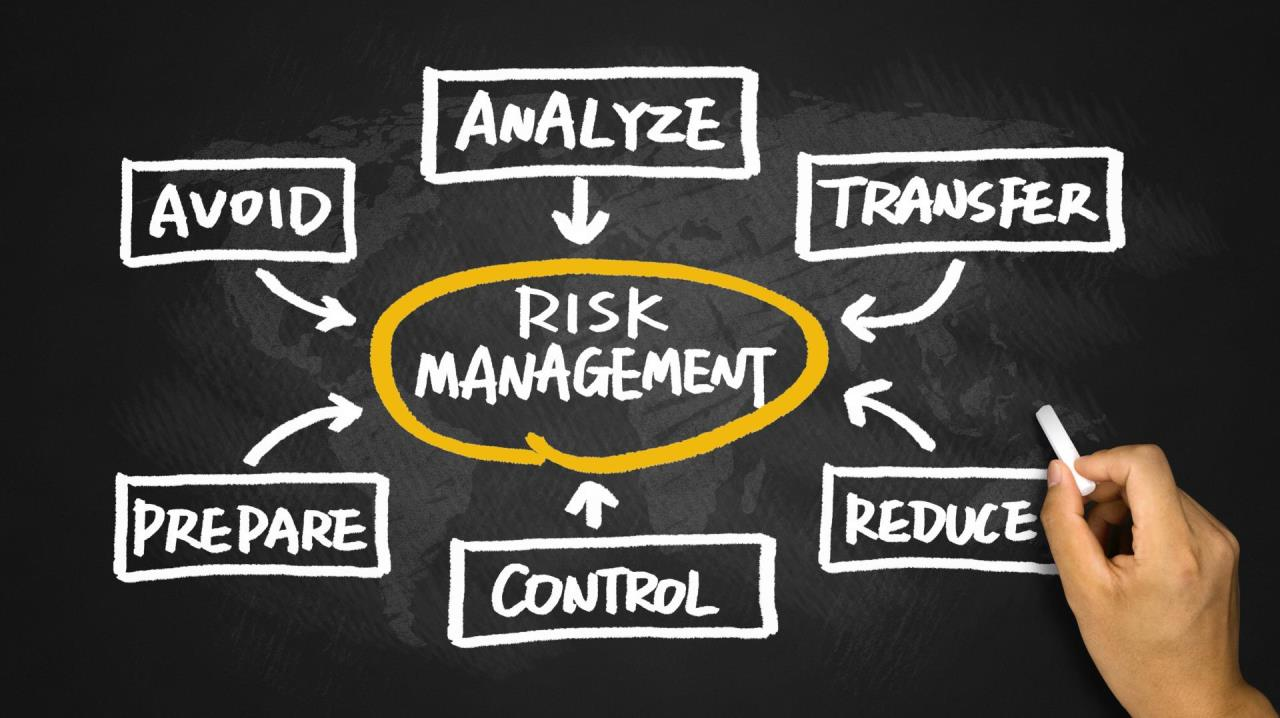 ANALYZE
AVOID
TRANSFER
RISK
MANAGEMENT
PREPARE
CONTROL
REDUCE